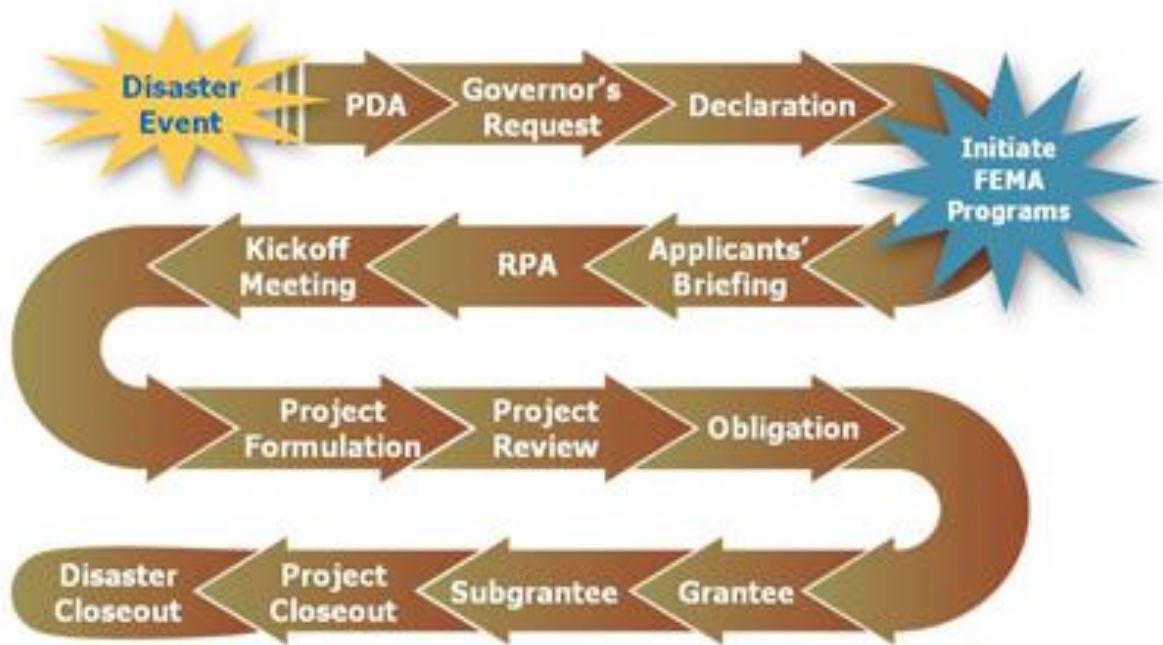 Disaster
Event
PDA
Governor's
Request
Declaration
Initiate
FEMA
Programs
Applicants'
Briefing
RPA
Kickoff
Meeting
Project
Formulation
Project
Review
Obligation
Grantee
Subgrantee
Project
Closeout
Disaster
Closeout